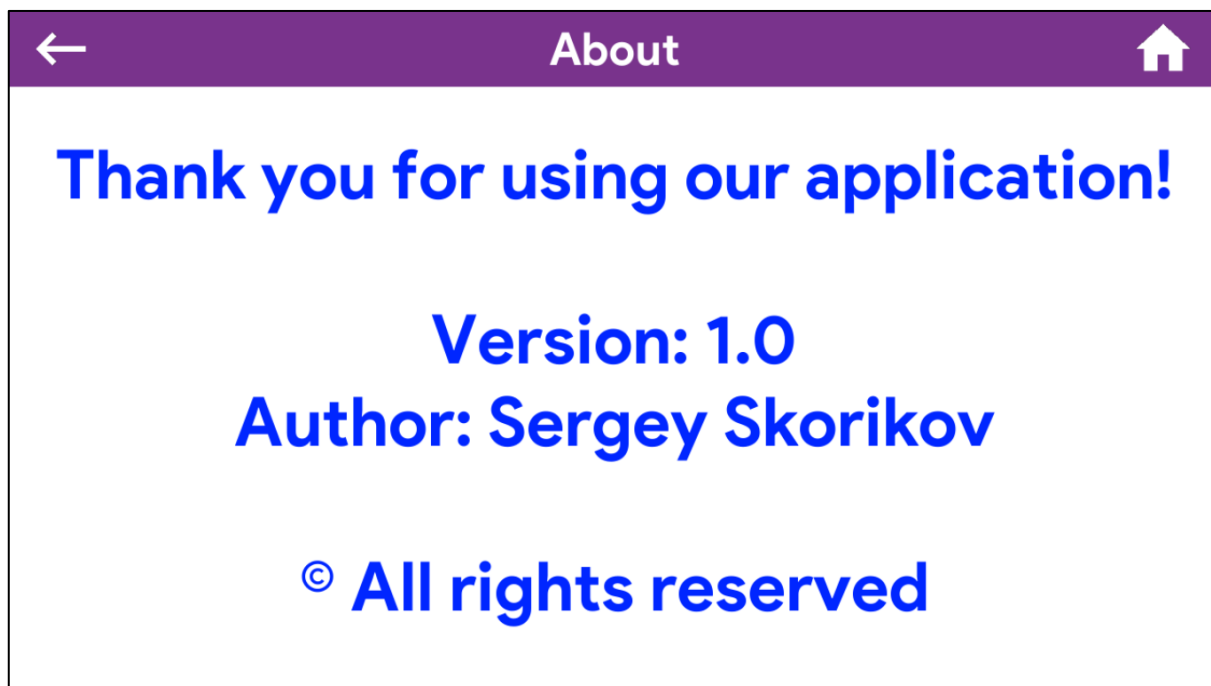 About
Thank you for using our application!
Version: 1.0
Author: Sergey Skorikov
© All rights reserved